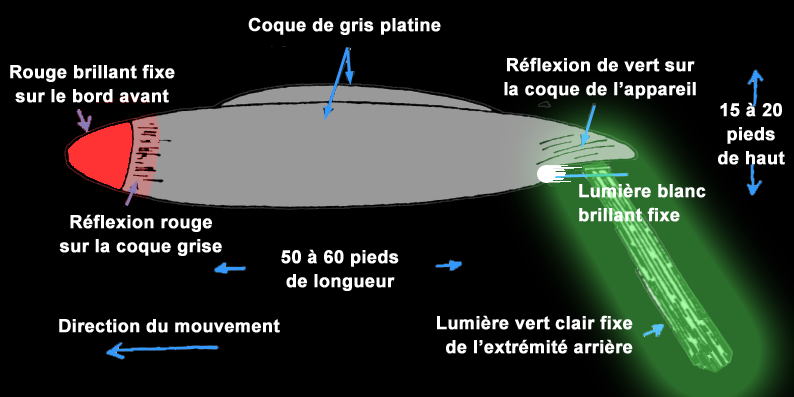 Coque de gris platine
Rouge brillant fixe
sur le bord avant
Réflexion de vert sur
la coque de l'appareil
15 à 20
pieds
de haut
Lumière blanc
brillant fixe
Réflexion rouge
sur la coque grise
50 à 60 pieds
de longueur
Direction du mouvement
Lumière vert clair fixe
de l'extrémité arrière